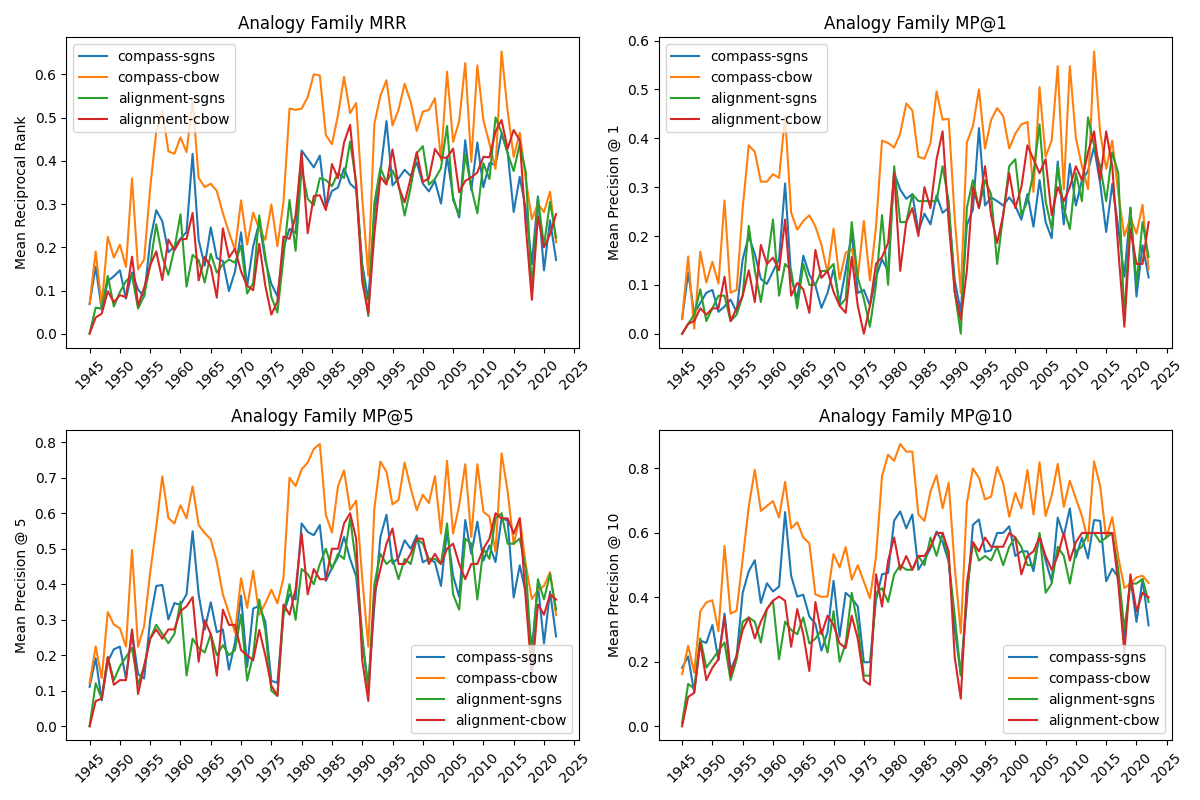 Analogy Family MRR
Mean Reciprocal Rank
0.6
0.5
0.4
0.3
0.2
0.1
0.0
compass-sgns
compass-cbow
alignment-sgns
alignment-cbow
1945 1950 1955 1960 1965 1970 1975 1980 1985 1990 1995 2000 2005 2010 2015 2020 2025
Analogy Family MP@1
Mean Precision @ 1
0.6
0.5
0.4
0.3
0.2
0.1
0.0
compass-sgns
compass-cbow
alignment-sgns
alignment-cbow
1945 1950 1955 1960 1965 1970 1975 1980 1985 1990 1995 2000 2005 2010 2015 2020 2025
Analogy Family MP@5
Mean Precision @ 5
0.8
0.7
0.6
0.5
0.4
0.3
0.2
0.1
0.0
compass-sgns
compass-cbow
alignment-sgns
alignment-cbow
1945 1950 1955 1960 1965 1970 1975 1980 1985 1990 1995 2000 2005 2010 2015 2020 2025
Analogy Family MP@10
Mean Precision @ 10
0.8
0.6
0.4
0.2
0.0
compass-sgns
compass-cbow
alignment-sgns
alignment-cbow
1945 1950 1955 1960 1965 1970 1975 1980 1985 1990 1995 2000 2005 2010 2015 2020 2025